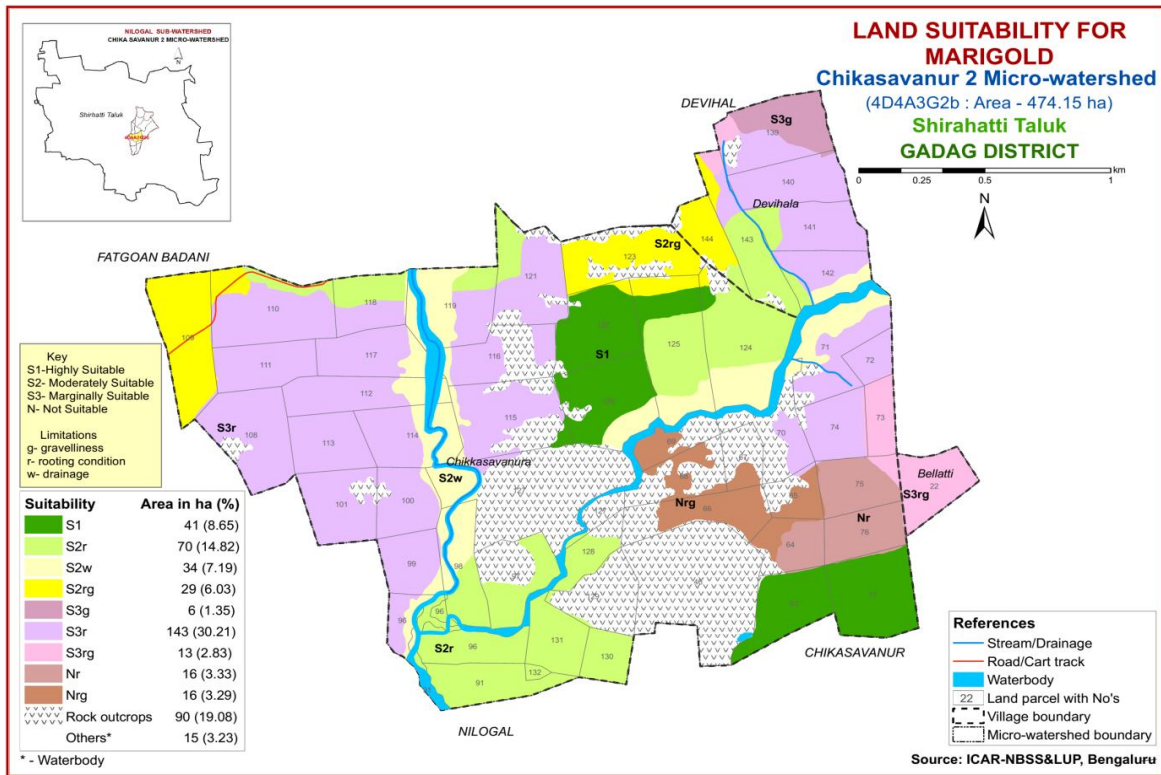 NILOGAL SUB-WATERSHED
CHIKA SAVANUR 2 MICRO-WATERSHED
N
Shirhatti Taluk
LAND SUITABILITY FOR
MARIGOLD
Chikasavanur 2 Micro-watershed
(4D4A3G2b : Area - 474.15 ha)
Shirahatti Taluk
GADAG DISTRICT
km
0 0.25 0.5 1
N
DEVIHAL
S3g
139
140
Devihala
141
144
143
142
S2rg
123
FATGOAN BADANI
121
119
118
110
109
111
117
116
S1
125
124
71
72
112
115
114
113
108
S3r
73
74
70
Chikkasavanura
S2w
101
100
Bellatti
22
S3rg
75
Nrg
66
Nr
76
64
99
98
128
98
96
S2r
96
131
130
132
91
CHIKASAVANUR
NILOGAL
Key
S1-Highly Suitable
S2- Moderately Suitable
S3- Marginally Suitable
N- Not Suitable
Limitations
g- gravelliness
r- rooting condition
w- drainage
Suitability Area in ha (%)
S1 41 (8.65)
S2r 70 (14.82)
S2w 34 (7.19)
S2rg 29 (6.03)
S3g 6 (1.35)
S3r 143 (30.21)
S3rg 13 (2.83)
Nr 16 (3.33)
Nrg 16 (3.29)
Rock outcrops 90 (19.08)
Others* 15 (3.23)
* - Waterbody
References
Stream/Drainage
Road/Cart track
Waterbody
22 Land parcel with No's
Village boundary
Micro-watershed boundary
Source: ICAR-NBSS&LUP, Bengaluru